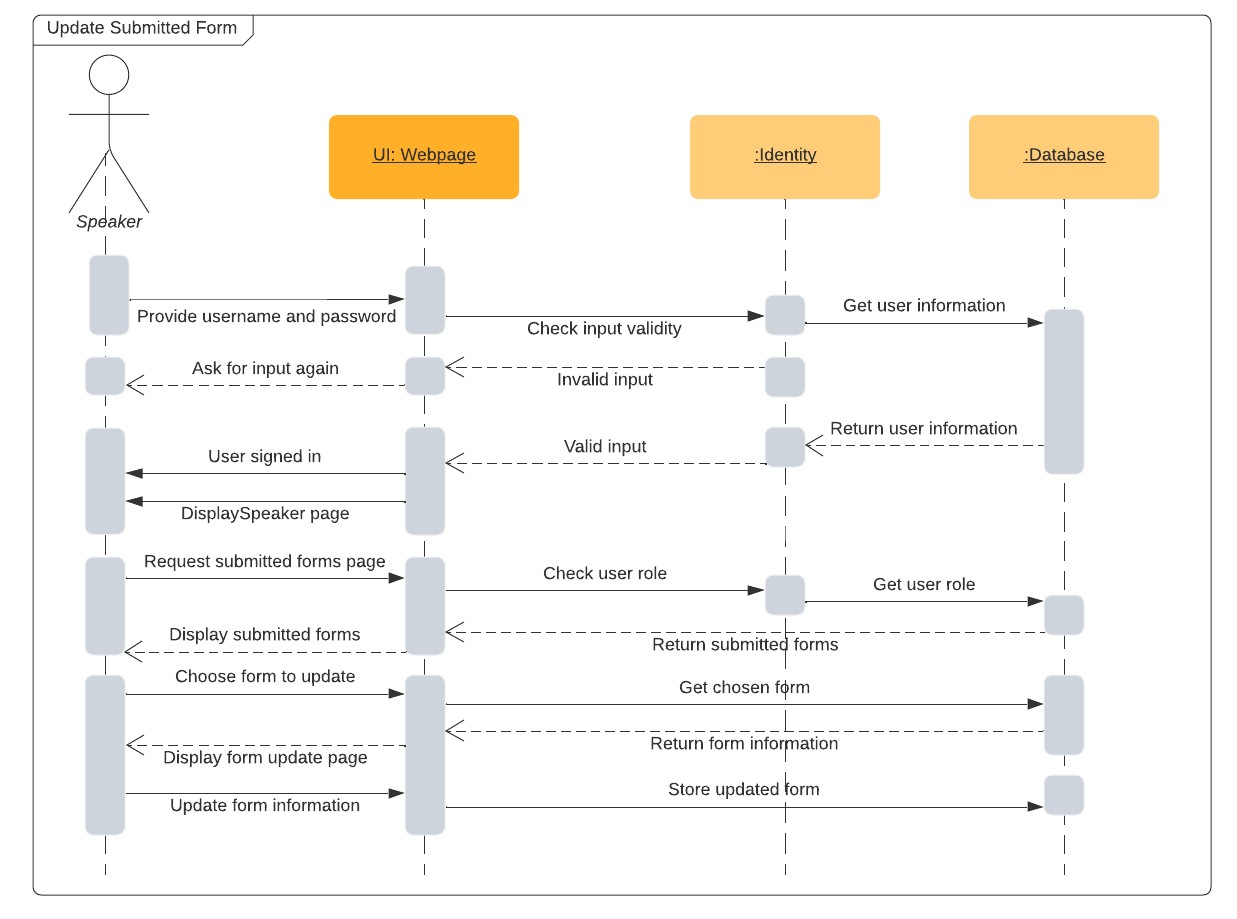 Update Submitted Form
UI: Webpage
:Identity
:Database
Speaker
Provide username and password
Check input validity
Get user information
Ask for input again
Invalid input
Return user information
Valid input
User signed in
DisplaySpeaker page
Request submitted forms page
Check user role
Get user role
Display submitted forms
Return submitted forms
Choose form to update
Get chosen form
Return form information
Display form update page
Store updated form
Update form information